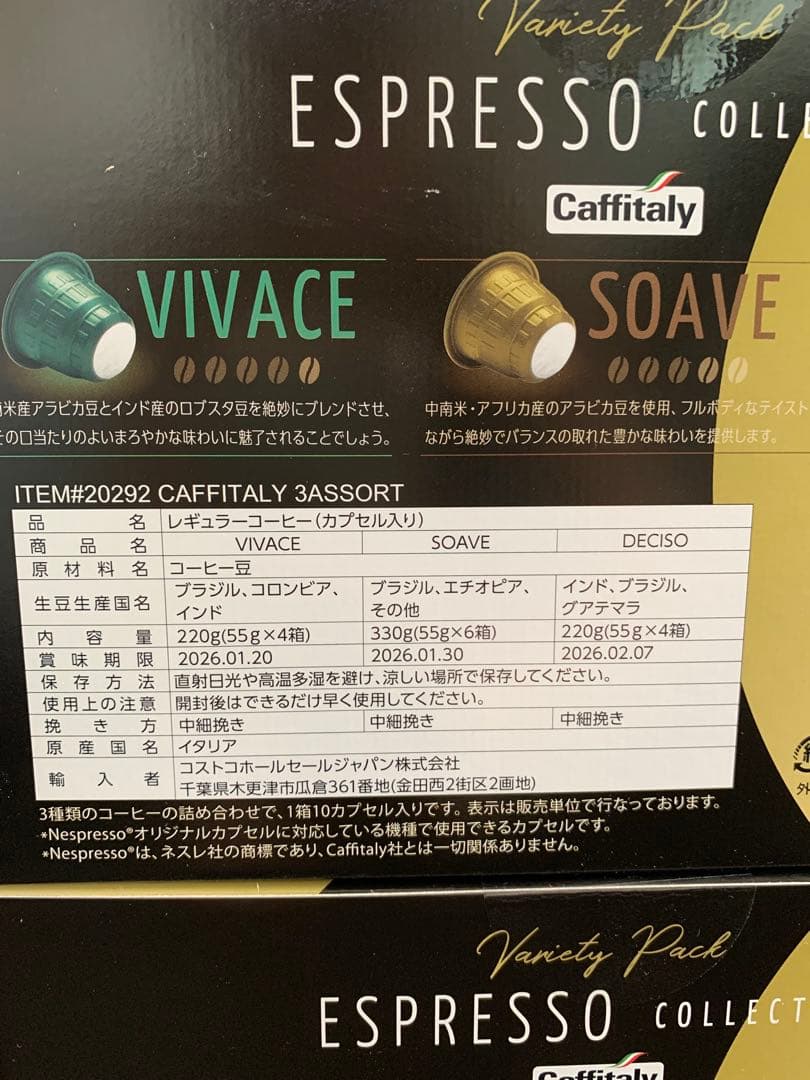 Variety Pack
ESPRESSO COLLE
Caffitaly
VIVACE
SOAVE
米産アラビカ豆とインド産のロブスタ豆を絶妙にブレンドさせ、
その口当たりのよいまろやかな味わいに魅了されることでしょう。
中南米・アフリカ産のアラビカ豆を使用、フルボディなテイスト
ながら絶妙でバランスの取れた豊かな味わいを提供します。
ITEM#20292 CAFFITALY 3ASSORT
品名 レギュラーコーヒー(カプセル入り)
商品名 VIVACE SOAVE DECISO
原材料名 コーヒー豆
生豆生産国名 ブラジル、コロンビア、インド ブラジル、エチオピア、その他 インド、ブラジル、グアテマラ
内容量 220g(55g×4箱) 330g(55g×6箱) 220g(55g×4箱)
賞味期限 2026.01.20 2026.01.30 2026.02.07
保存方法 直射日光や高温多湿を避け、涼しい場所で保存してください。
使用上の注意 開封後はできるだけ早く使用してください。
挽き方 中細挽き 中細挽き 中細挽き
原産国名 イタリア
輸入者 コストコホールセールジャパン株式会社
千葉県木更津市瓜倉361番地(金田西2街区2画地)
3種類のコーヒーの詰め合わせで、1箱10カプセル入りです。表示は販売単位で行なっております。
*Nespresso®オリジナルカプセルに対応している機種で使用できるカプセルです。
*Nespresso®は、ネスレ社の商標であり、Caffitaly社とは一切関係ありません。
外
Variety Pack
ESPRESSO COLLECT
Caffitaly